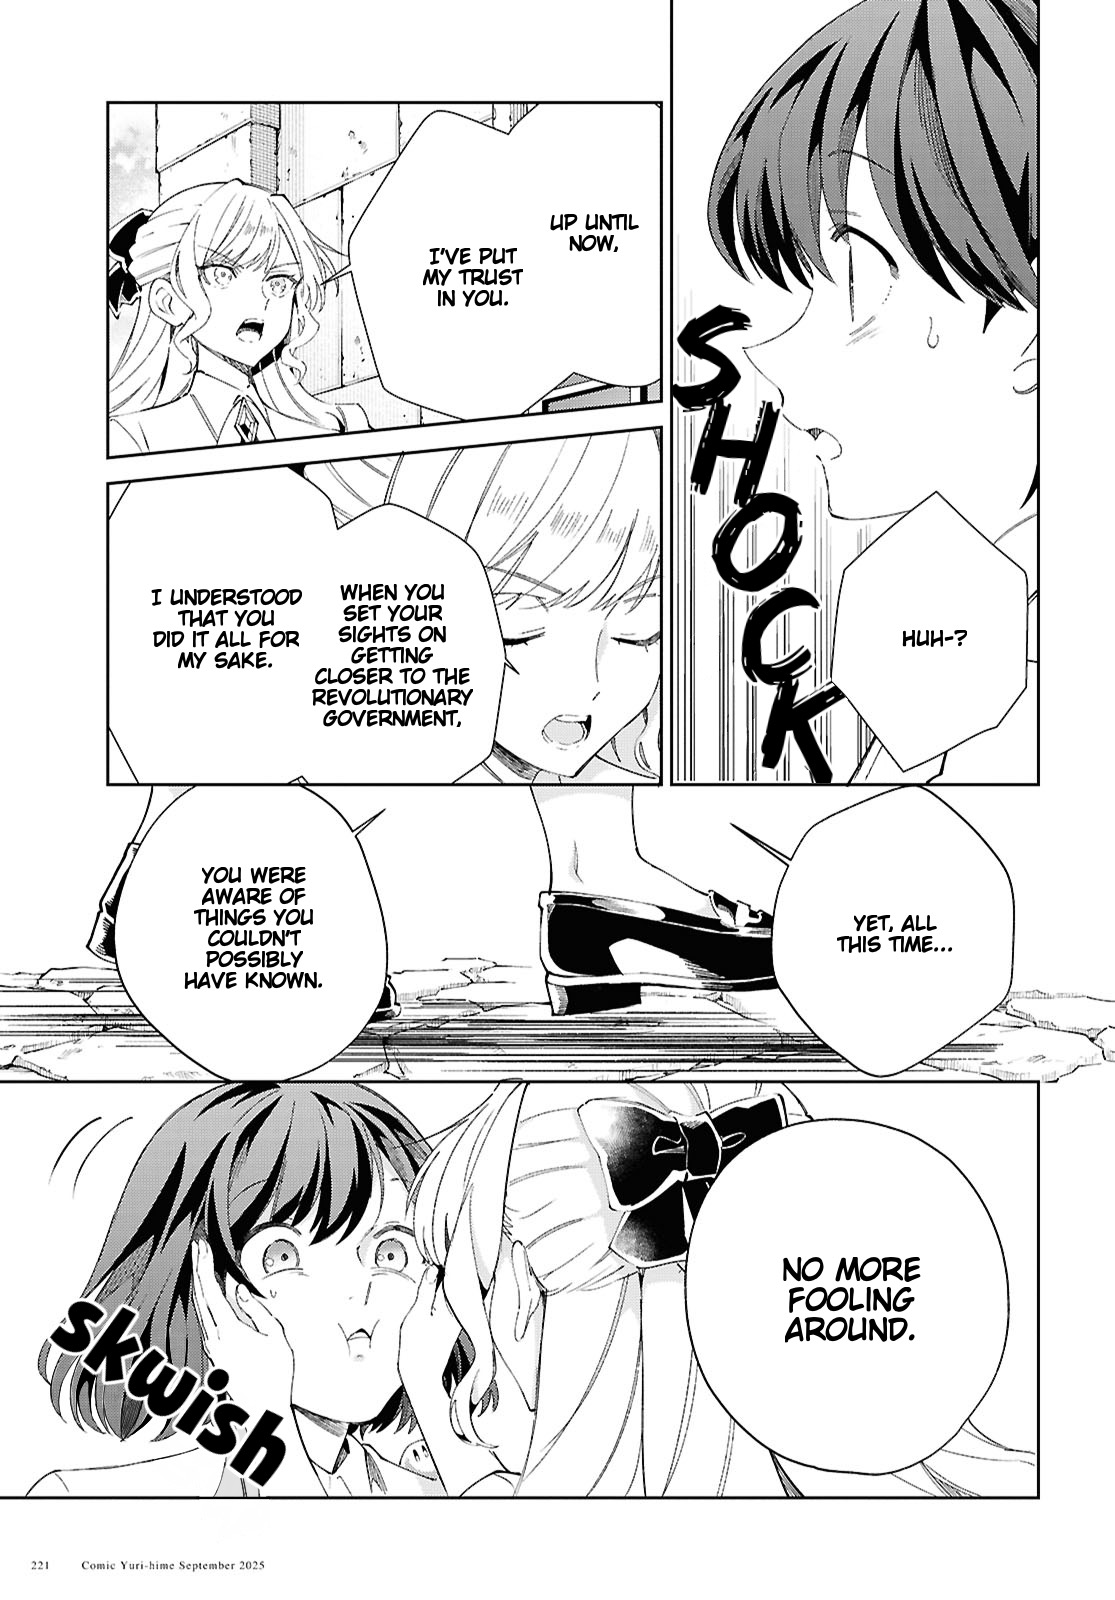 SHOCK
HUH-?
UP UNTIL
NOW,
I'VE PUT
MY TRUST
IN YOU.
WHEN YOU
SET YOUR
SIGHTS ON
GETTING
CLOSER TO THE
REVOLUTIONARY
GOVERNMENT,
I UNDERSTOOD
THAT YOU
DID IT ALL FOR
MY SAKE.
YET, ALL
THIS TIME...
YOU WERE
AWARE OF
THINGS YOU
COULDN'T
POSSIBLY
HAVE KNOWN.
NO MORE
FOOLING
AROUND.
skwish
221 Comic Yuri-hime September 2025